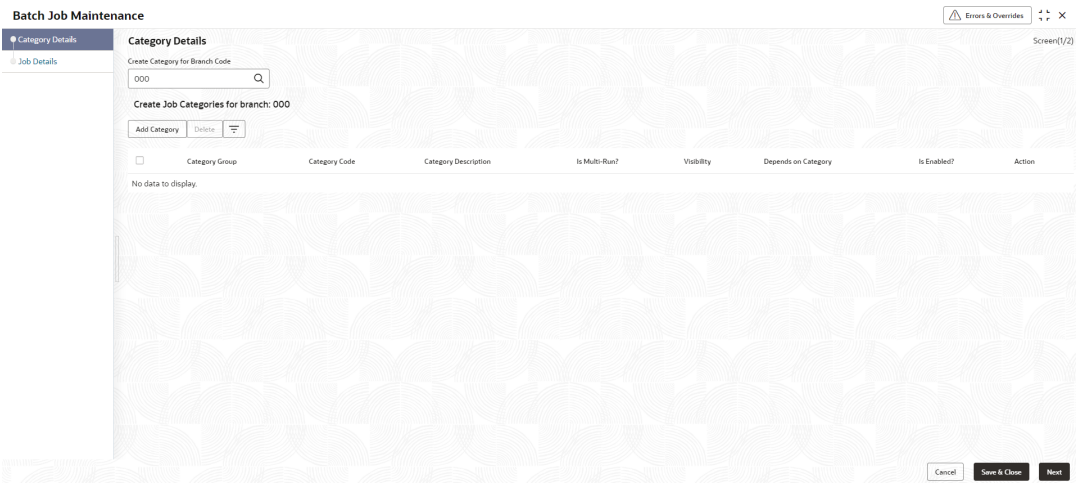 Batch Job Maintenance
Errors & Overrides
Category Details
Job Details
Category Details
Screen(1/2)
Create Category for Branch Code
000
Create Job Categories for branch: 000
Add Category Delete
Category Group Category Code Category Description Is Multi-Run? Visibility Depends on Category Is Enabled? Action
No data to display.
Cancel Save & Close Next